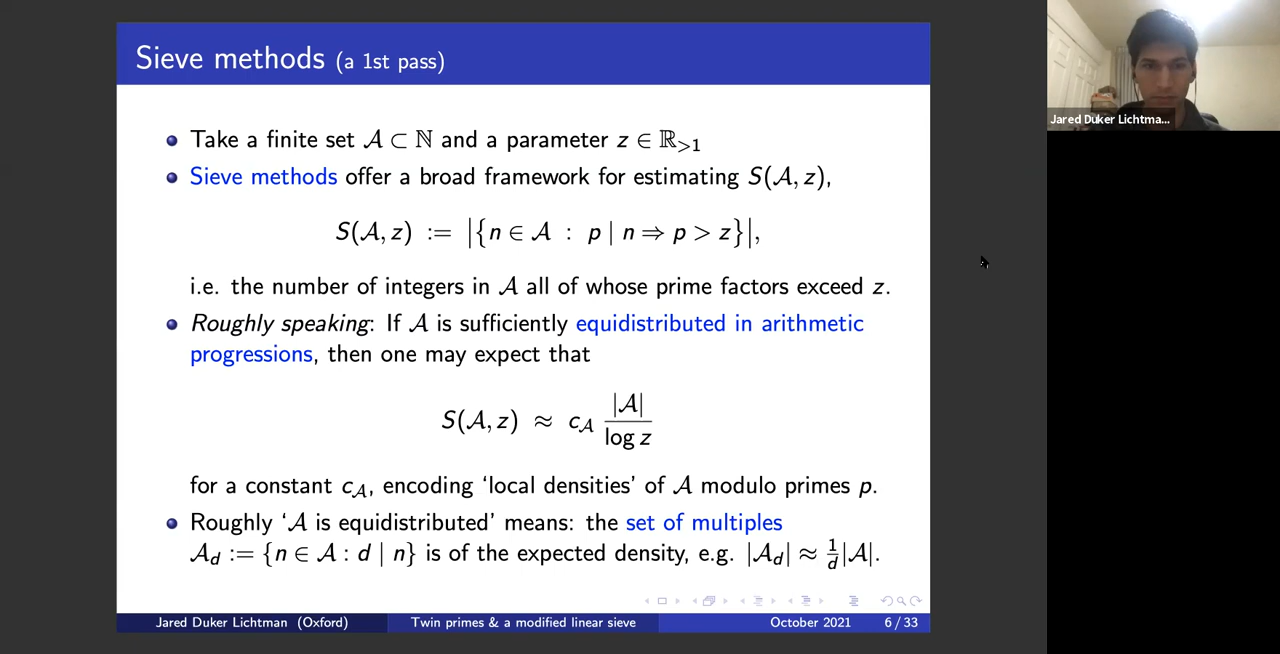 Sieve methods (a 1st pass)
Take a finite set 𝒜 ⊂ ℕ and a parameter z ∈ ℝ>1
Sieve methods offer a broad framework for estimating S(𝒜, z),
S(𝒜, z) := |{n ∈ 𝒜 : p | n ⇒ p > z}|,
i.e. the number of integers in 𝒜 all of whose prime factors exceed z.
Roughly speaking: If 𝒜 is sufficiently equidistributed in arithmetic
progressions, then one may expect that
S(𝒜, z) ≈ c𝒜 |𝒜| / log z
for a constant c𝒜, encoding ‘local densities’ of 𝒜 modulo primes p.
Roughly ‘𝒜 is equidistributed’ means: the set of multiples
𝒜d := {n ∈ 𝒜 : d | n} is of the expected density, e.g. |𝒜d| ≈ 1/d |𝒜|.
Jared Duker Lichtman (Oxford) Twin primes & a modified linear sieve October 2021 6 / 33
Jared Duker Lichtma...